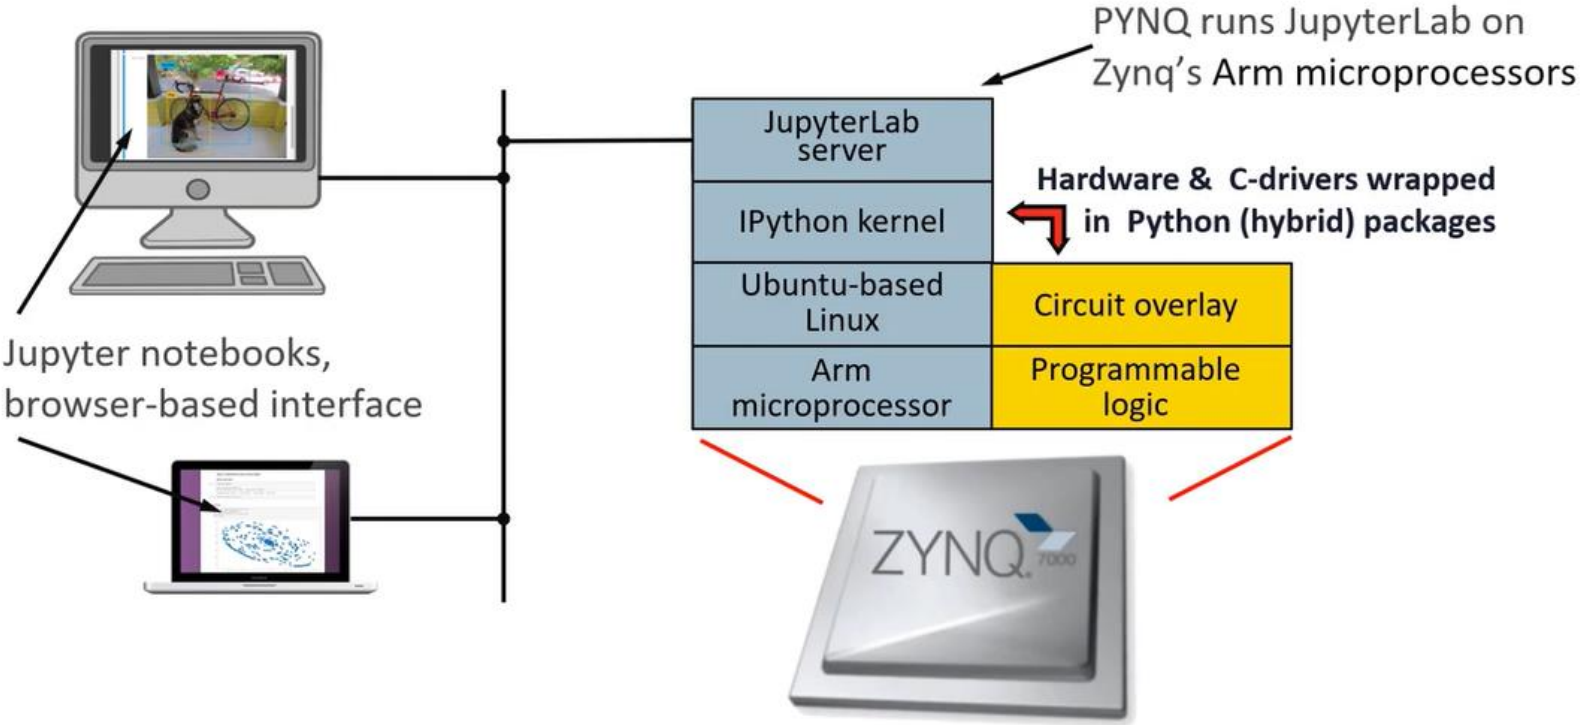 PYNQ runs JupyterLab on
Zynq's Arm microprocessors
JupyterLab
server
Hardware & C-drivers wrapped
in Python (hybrid) packages
IPython kernel
Ubuntu-based
Linux
Circuit overlay
Jupyter notebooks,
browser-based interface
Arm
microprocessor
Programmable
logic
ZYNQ.
7000